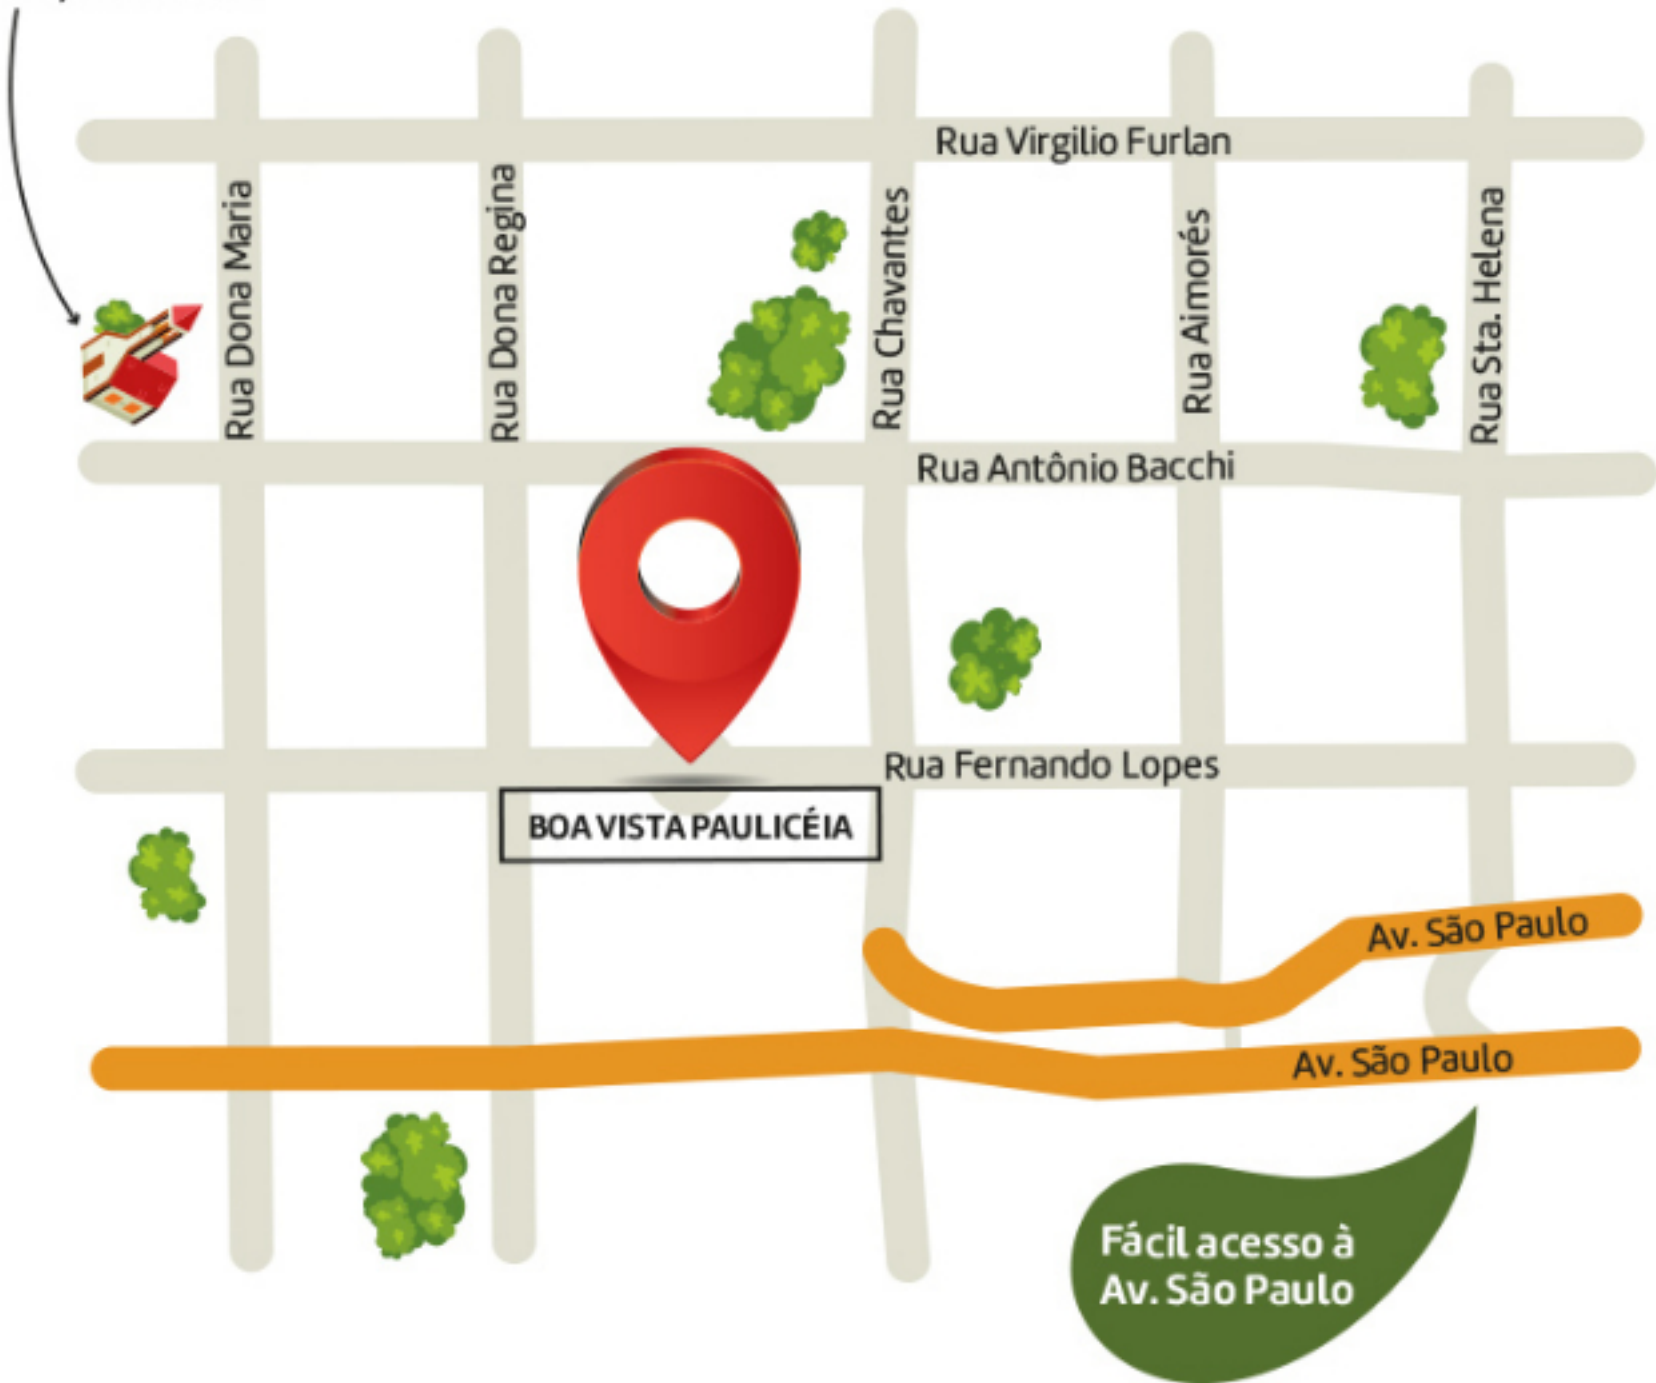 Rua Virgilio Furlan
Rua Dona Maria
Rua Dona Regina
Rua Chavantes
Rua Aimorés
Rua Sta. Helena
Rua Antônio Bacchi
Rua Fernando Lopes
BOA VISTA PAULICÉIA
Av. São Paulo
Av. São Paulo
Fácil acesso à
Av. São Paulo